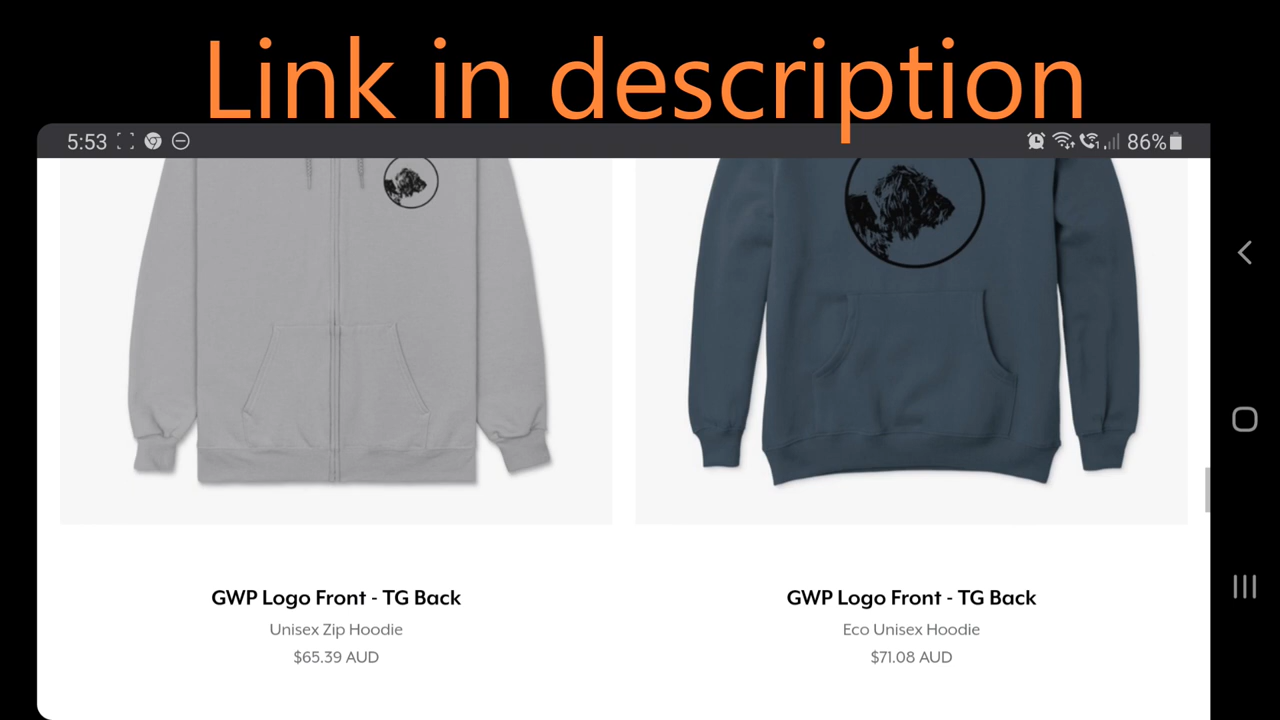 Link in description
5:53
86%
GWP Logo Front - TG Back
Unisex Zip Hoodie
$65.39 AUD
GWP Logo Front - TG Back
Eco Unisex Hoodie
$71.08 AUD